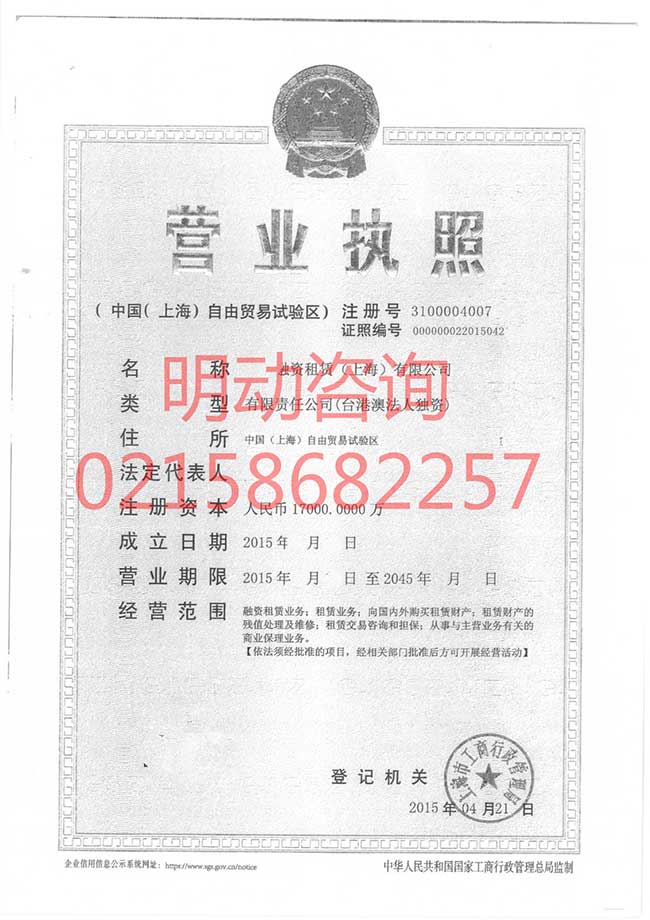 营业执照
(中国(上海)自由贸易试验区) 注册号 3100004007
证照编号 000000022015042
名称 融资租赁(上海)有限公司
明动咨询
类型 有限责任公司(台港澳法人独资)
住所 中国(上海)自由贸易试验区
法定代表人
02158682257
注册资本 人民币17000.0000万
成立日期 2015年 月 日
营业期限 2015年 月 日至2045年 月 日
经营范围 融资租赁业务;租赁业务;向国内外购买租赁财产;租赁财产的
残值处理及维修;租赁交易咨询和担保;从事与主营业务有关的
商业保理业务。
【依法须经批准的项目,经相关部门批准后方可开展经营活动】
登记机关
上海市工商行政管理局
2015年04月21日
企业信用信息公示系统网址:https://www.sgs.gov.cn/notice
中华人民共和国国家工商行政管理总局监制